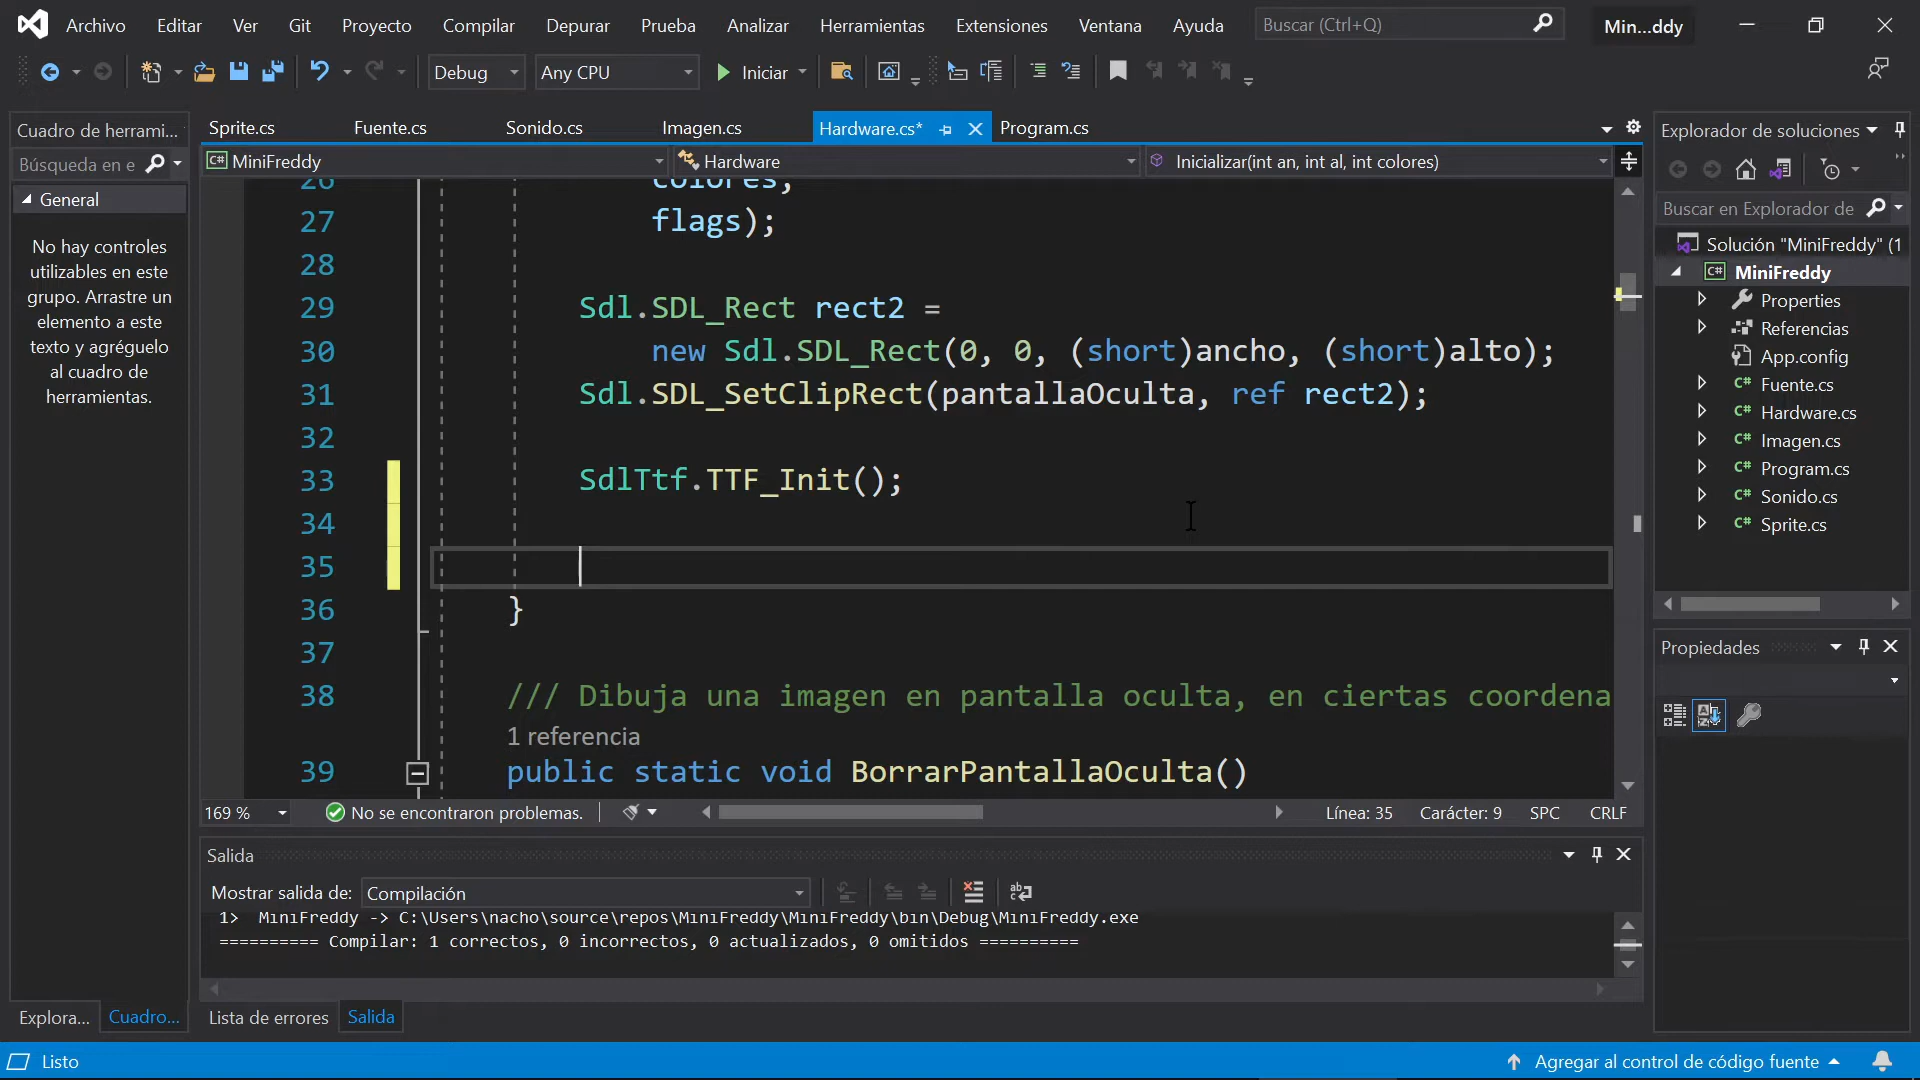 Archivo Editar Ver Git Proyecto Compilar Depurar Prueba Analizar Herramientas Extensiones Ventana Ayuda Buscar (Ctrl+Q) Min...ddy
Debug Any CPU Iniciar
Cuadro de herrami...
Búsqueda en e
General
No hay controles
utilizables en este
grupo. Arrastre un
elemento a este
texto y agréguelo
al cuadro de
herramientas.
Explora... Cuadro...
Sprite.cs Fuente.cs Sonido.cs Imagen.cs Hardware.cs* Program.cs
MiniFreddy Hardware Inicializar(int an, int al, int colores)
26 colores,
27 flags);
28
29 Sdl.SDL_Rect rect2 =
30 new Sdl.SDL_Rect(0, 0, (short)ancho, (short)alto);
31 Sdl.SDL_SetClipRect(pantallaOculta, ref rect2);
32
33 SdlTtf.TTF_Init();
34
35
36 }
37
38 /// Dibuja una imagen en pantalla oculta, en ciertas coordena
1 referencia
39 public static void BorrarPantallaOculta()
169 % No se encontraron problemas. Línea: 35 Carácter: 9 SPC CRLF
Salida
Mostrar salida de: Compilación
1> MiniFreddy -> C:\Users\nacho\source\repos\MiniFreddy\MiniFreddy\bin\Debug\MiniFreddy.exe
========== Compilar: 1 correctos, 0 incorrectos, 0 actualizados, 0 omitidos ==========
Lista de errores Salida
Explorador de soluciones
Buscar en Explorador de
Solución "MiniFreddy" (1
MiniFreddy
Properties
Referencias
App.config
Fuente.cs
Hardware.cs
Imagen.cs
Program.cs
Sonido.cs
Sprite.cs
Propiedades
Listo Agregar al control de código fuente